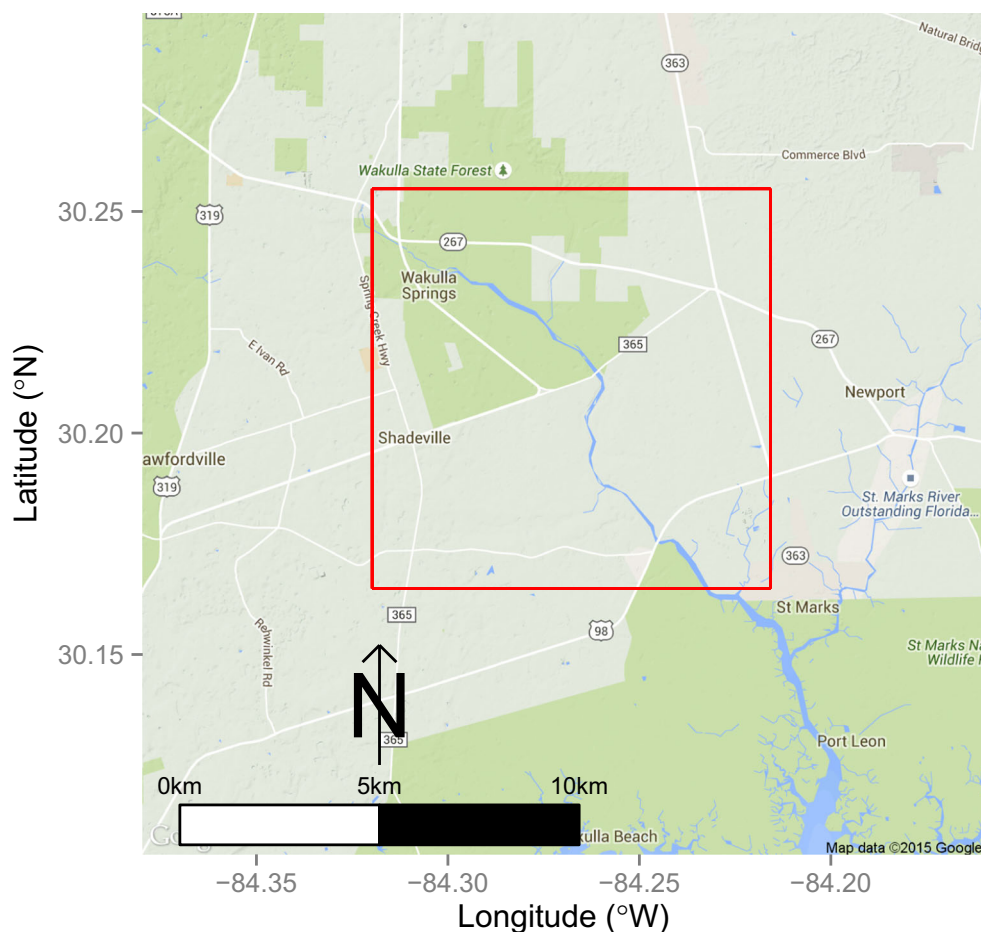 363
Commerce Blvd
Wakulla State Forest
30.25
319
267
Wakulla
Springs
Spring Creek Hwy
365
267
E Ivan Rd
Newport
Latitude (°N)
30.20
Shadeville
awfordville
319
St. Marks River
Outstanding Florida...
363
St Marks
365
98
Rehwinkel Rd
30.15
St Marks Na
Wildlife
N
365
Port Leon
0km 5km 10km
kulla Beach
Map data ©2015 Google
−84.35 −84.30 −84.25 −84.20
Longitude (°W)